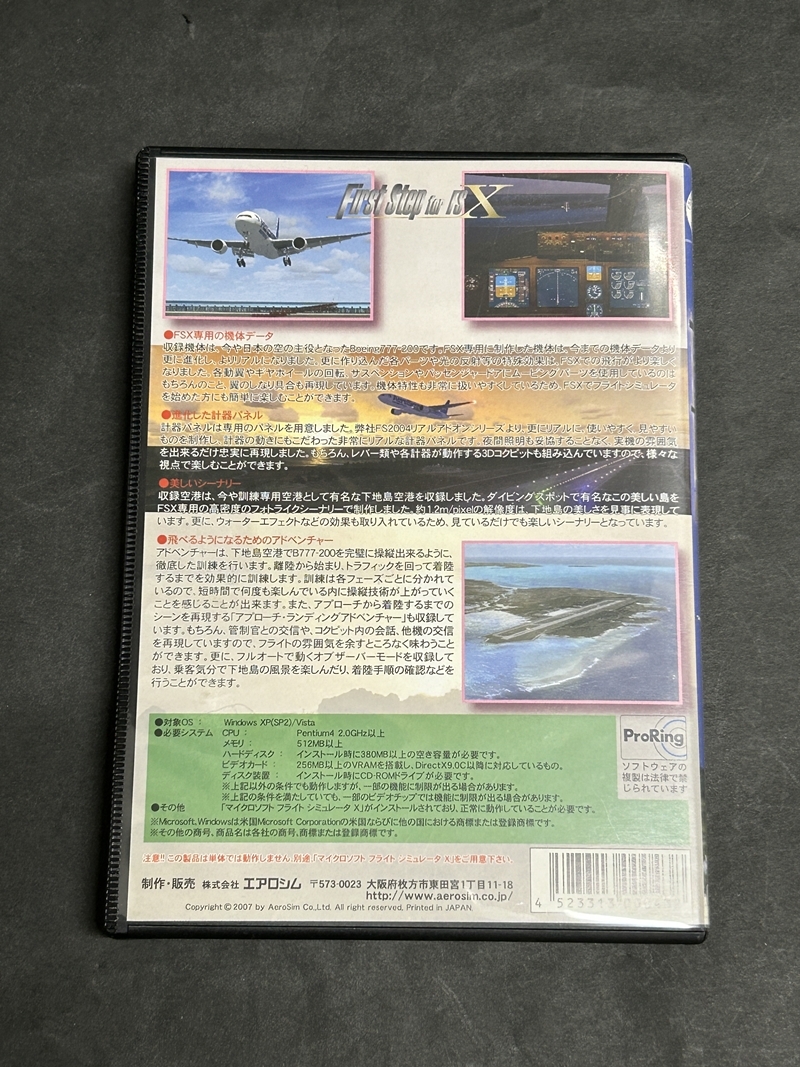 First Step for FS X
●FSX専用の機体データ
収録機体は、今や日本の空の主役となったBoeing777-200です。FSX専用に制作した機体は、今までの機体データより
更に進化し、よりリアルになりました。更に作り込んだ各パーツや光の反射等の特殊効果は、FSXでの飛行がより楽しく
なりました。各動翼やギヤホイールの回転、サスペンションやパッセンジャードアにムービングパーツを使用しているのは
もちろんのこと、翼のしなり具合も再現しています。機体特性も非常に扱いやすくしているため、FSXでフライトシミュレータ
を始めた方にも簡単に楽しむことができます。
●進化した計器パネル
計器パネルは専用のパネルを用意しました。弊社FS2004リアルアドオンシリーズより、更にリアルに、使いやすく、見やすい
ものを制作し、計器の動きにもこだわった非常にリアルな計器パネルです。夜間照明も妥協することなく、実機の雰囲気
を出来るだけ忠実に再現しました。もちろん、レバー類や各計器が動作する3Dコクピットも組み込んでいますので、様々な
視点で楽しむことができます。
●美しいシーナリー
収録空港は、今や訓練専用空港として有名な下地島空港を収録しました。ダイビングスポットで有名なこの美しい島を
FSX専用の高密度のフォトライクシーナリーで制作しました。約1.2m/pixelの解像度は、下地島の美しさを見事に表現して
います。更に、ウォーターエフェクトなどの効果も取り入れているため、見ているだけでも楽しいシーナリーとなっています。
●飛べるようになるためのアドベンチャー
アドベンチャーは、下地島空港でB777-200を完璧に操縦出来るように、
徹底した訓練を行います。離陸から始まり、トラフィックを回って着陸
するまでを効果的に訓練します。訓練は各フェーズごとに分かれて
いるので、短時間で何度も楽しんでいる内に操縦技術が上がっていく
ことを感じることが出来ます。また、アプローチから着陸するまでの
シーンを再現する「アプローチ・ランディングアドベンチャー」も収録して
います。もちろん、管制官との交信や、コクピット内の会話、他機の交信
を再現していますので、フライトの雰囲気を余すところなく味わうこと
ができます。更に、フルオートで動くオブザーバーモードを収録して
おり、乗客気分で下地島の風景を楽しんだり、着陸手順の確認などを
行うことができます。
●対象OS： Windows XP(SP2)/Vista
●必要システム CPU： Pentium4 2.0GHz以上
メモリ： 512MB以上
ハードディスク： インストール時に380MB以上の空き容量が必要です。
ビデオカード： 256MB以上のVRAMを搭載し、DirectX9.0C以降に対応しているもの。
ディスク装置： インストール時にCD-ROMドライブが必要です。
※上記以外の条件でも動作しますが、一部の機能に制限が出る場合があります。
※上記の条件を満たしていても、一部のビデオチップでは機能に制限が出る場合があります。
●その他 「マイクロソフト フライト シミュレータ X」がインストールされており、正常に動作していることが必要です。
※Microsoft,Windowsは米国Microsoft Corporationの米国ならびに他の国における商標または登録商標です。
※その他の商号、商品名は各社の商号、商標または登録商標です。
ProRing
ソフトウェアの
複製は法律で禁
じられています
注意!! この製品は単体では動作しません。別途、「マイクロソフト フライト シミュレータ X」をご用意下さい。
制作・販売 株式会社 エアロシム 〒573-0023 大阪府枚方市東田宮1丁目11-18
http://www.aerosim.co.jp/
Copyright © 2007 by AeroSim Co.,Ltd. All right reserved. Printed in JAPAN.